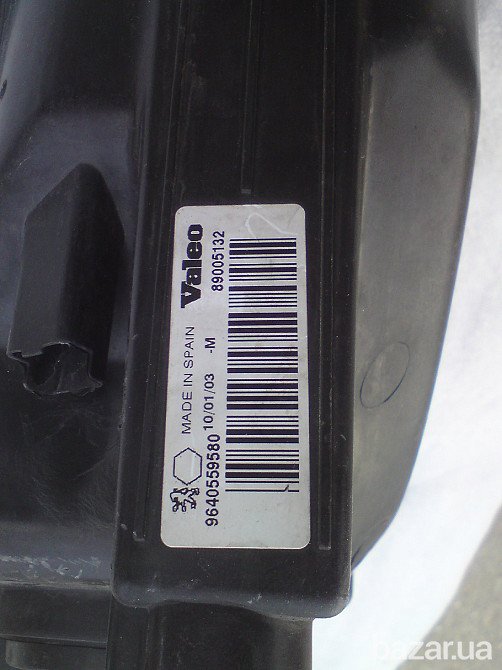 Valeo
89005132
MADE IN SPAIN
-M
10/01/03
9640559580
bazar.ua